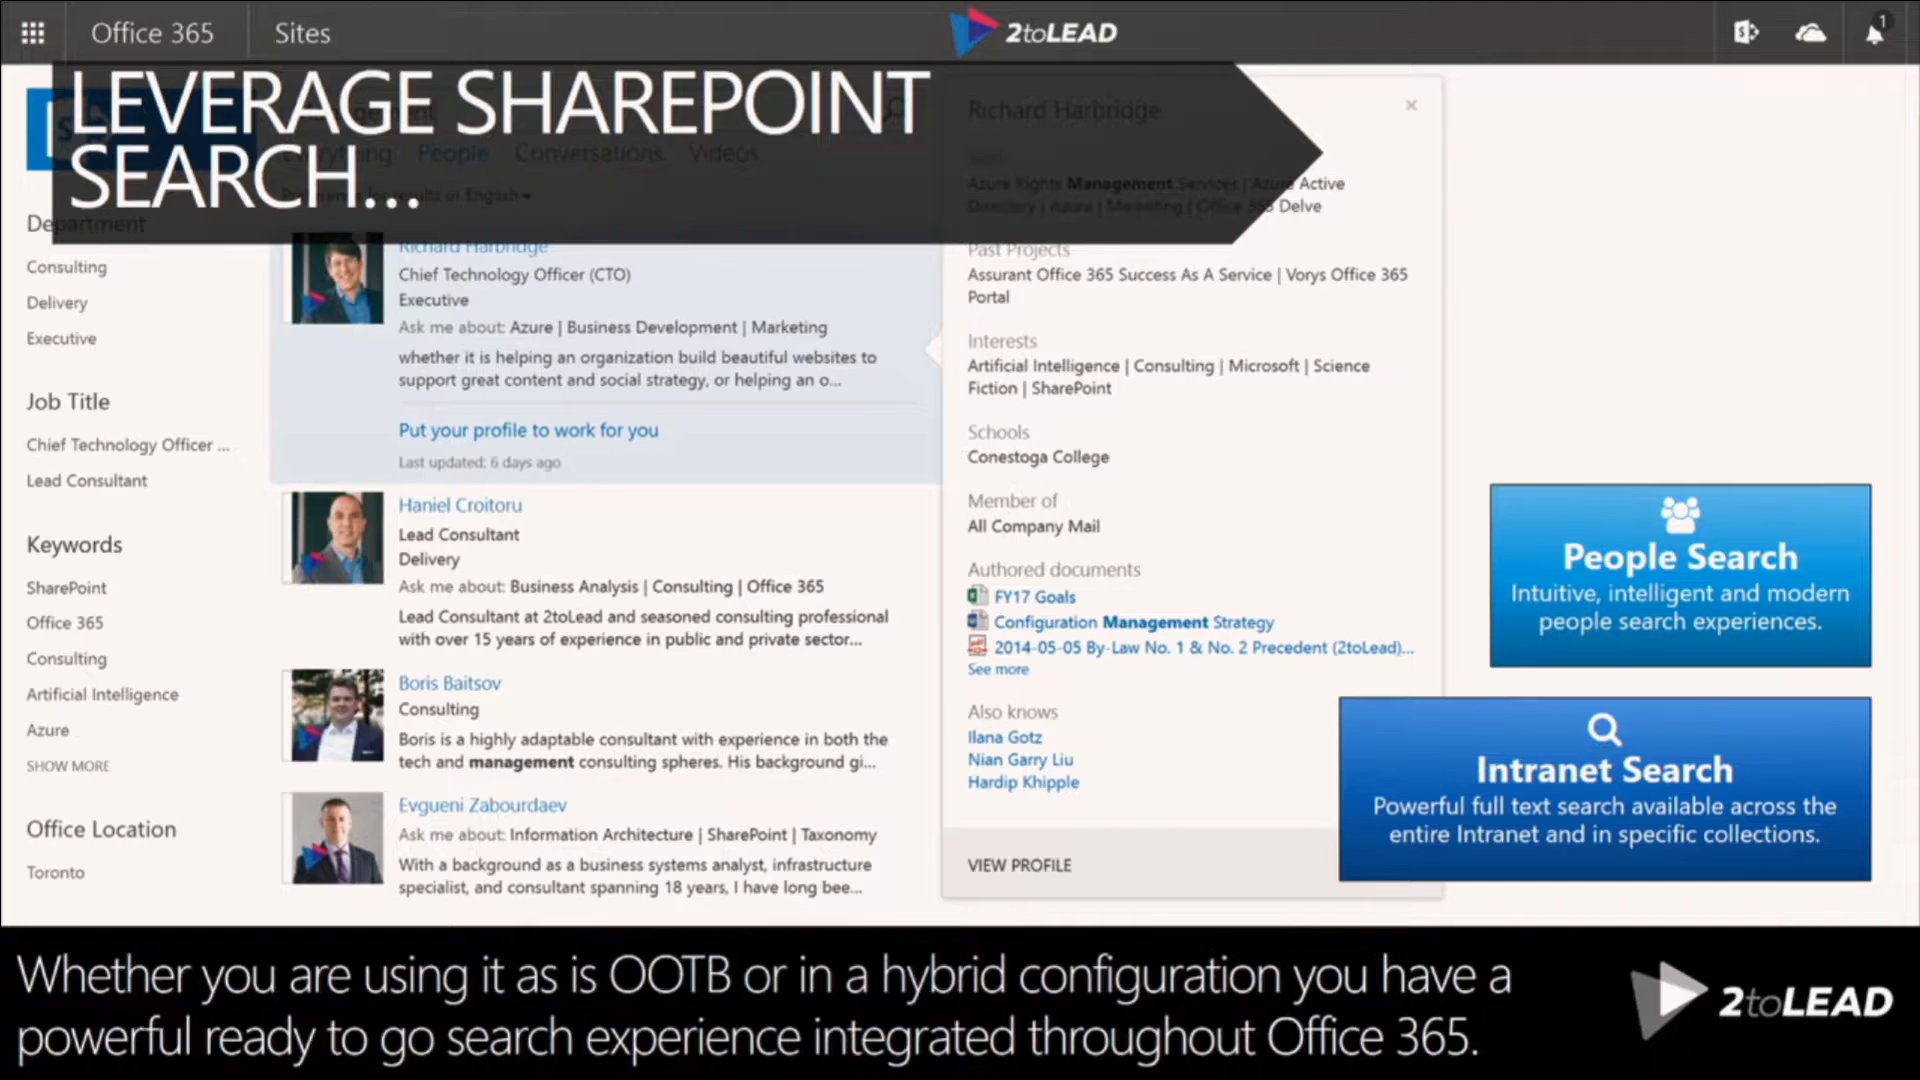 Office 365
Sites
2toLEAD
1
LEVERAGE SHAREPOINT
SEARCH...
Everything People Conversations Videos
Department
Consulting
Delivery
Executive
Job Title
Chief Technology Officer ...
Lead Consultant
Keywords
SharePoint
Office 365
Consulting
Artificial Intelligence
Azure
SHOW MORE
Office Location
Toronto
Richard Harbridge
Chief Technology Officer (CTO)
Executive
Ask me about: Azure | Business Development | Marketing
whether it is helping an organization build beautiful websites to
support great content and social strategy, or helping an o...
Put your profile to work for you
Last updated: 6 days ago
Haniel Croitoru
Lead Consultant
Delivery
Ask me about: Business Analysis | Consulting | Office 365
Lead Consultant at 2toLead and seasoned consulting professional
with over 15 years of experience in public and private sector...
Boris Baitsov
Consulting
Boris is a highly adaptable consultant with experience in both the
tech and management consulting spheres. His background gi...
Evgueni Zabourdaev
Ask me about: Information Architecture | SharePoint | Taxonomy
With a background as a business systems analyst, infrastructure
specialist, and consultant spanning 18 years, I have long bee...
Richard Harbridge
Azure Rights Management Services | Azure Active
Directory | Azure | Marketing | Office 365 Delve
Past Projects
Assurant Office 365 Success As A Service | Vorys Office 365
Portal
Interests
Artificial Intelligence | Consulting | Microsoft | Science
Fiction | SharePoint
Schools
Conestoga College
Member of
All Company Mail
Authored documents
FY17 Goals
Configuration Management Strategy
2014-05-05 By-Law No. 1 & No. 2 Precedent (2toLead)...
See more
Also knows
Ilana Gotz
Nian Garry Liu
Hardip Khipple
VIEW PROFILE
People Search
Intuitive, intelligent and modern
people search experiences.
Intranet Search
Powerful full text search available across the
entire Intranet and in specific collections.
Whether you are using it as is OOTB or in a hybrid configuration you have a
powerful ready to go search experience integrated throughout Office 365.
2toLEAD